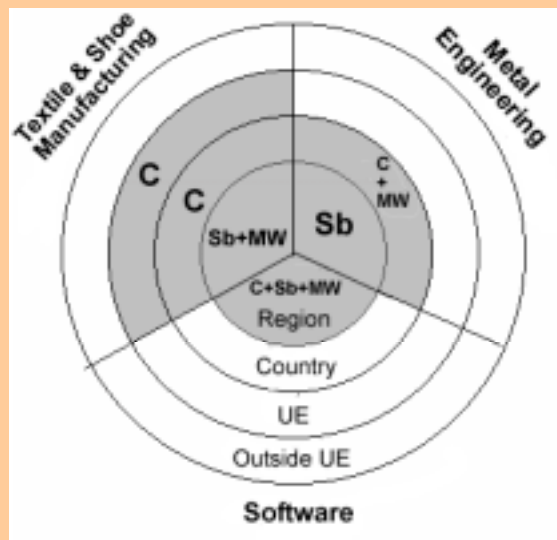 Textile & Shoe
Manufacturing
Metal
Engineering
C
C
C
+
MW
Sb+MW
Sb
C+Sb+MW
Region
Country
UE
Outside UE
Software